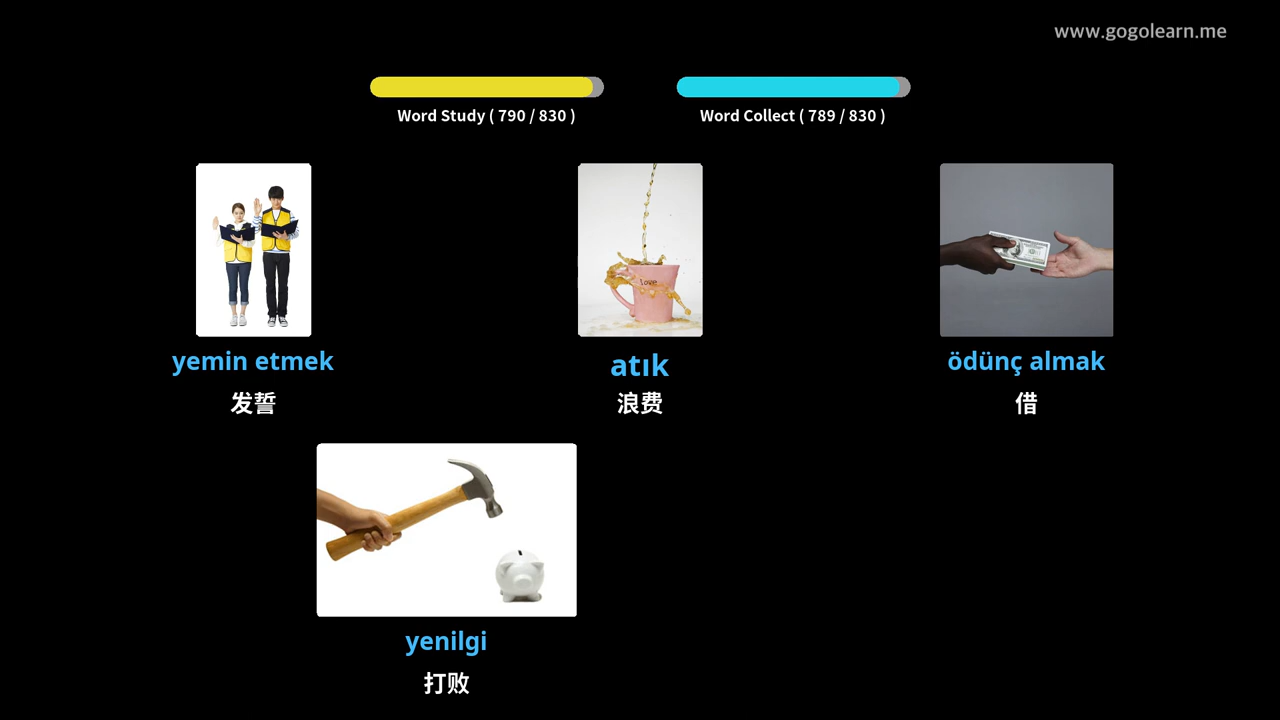 www.gogolearn.me
Word Study ( 790 / 830 )
Word Collect ( 789 / 830 )
love
yemin etmek
发誓
atık
浪费
ödünç almak
借
yenilgi
打败